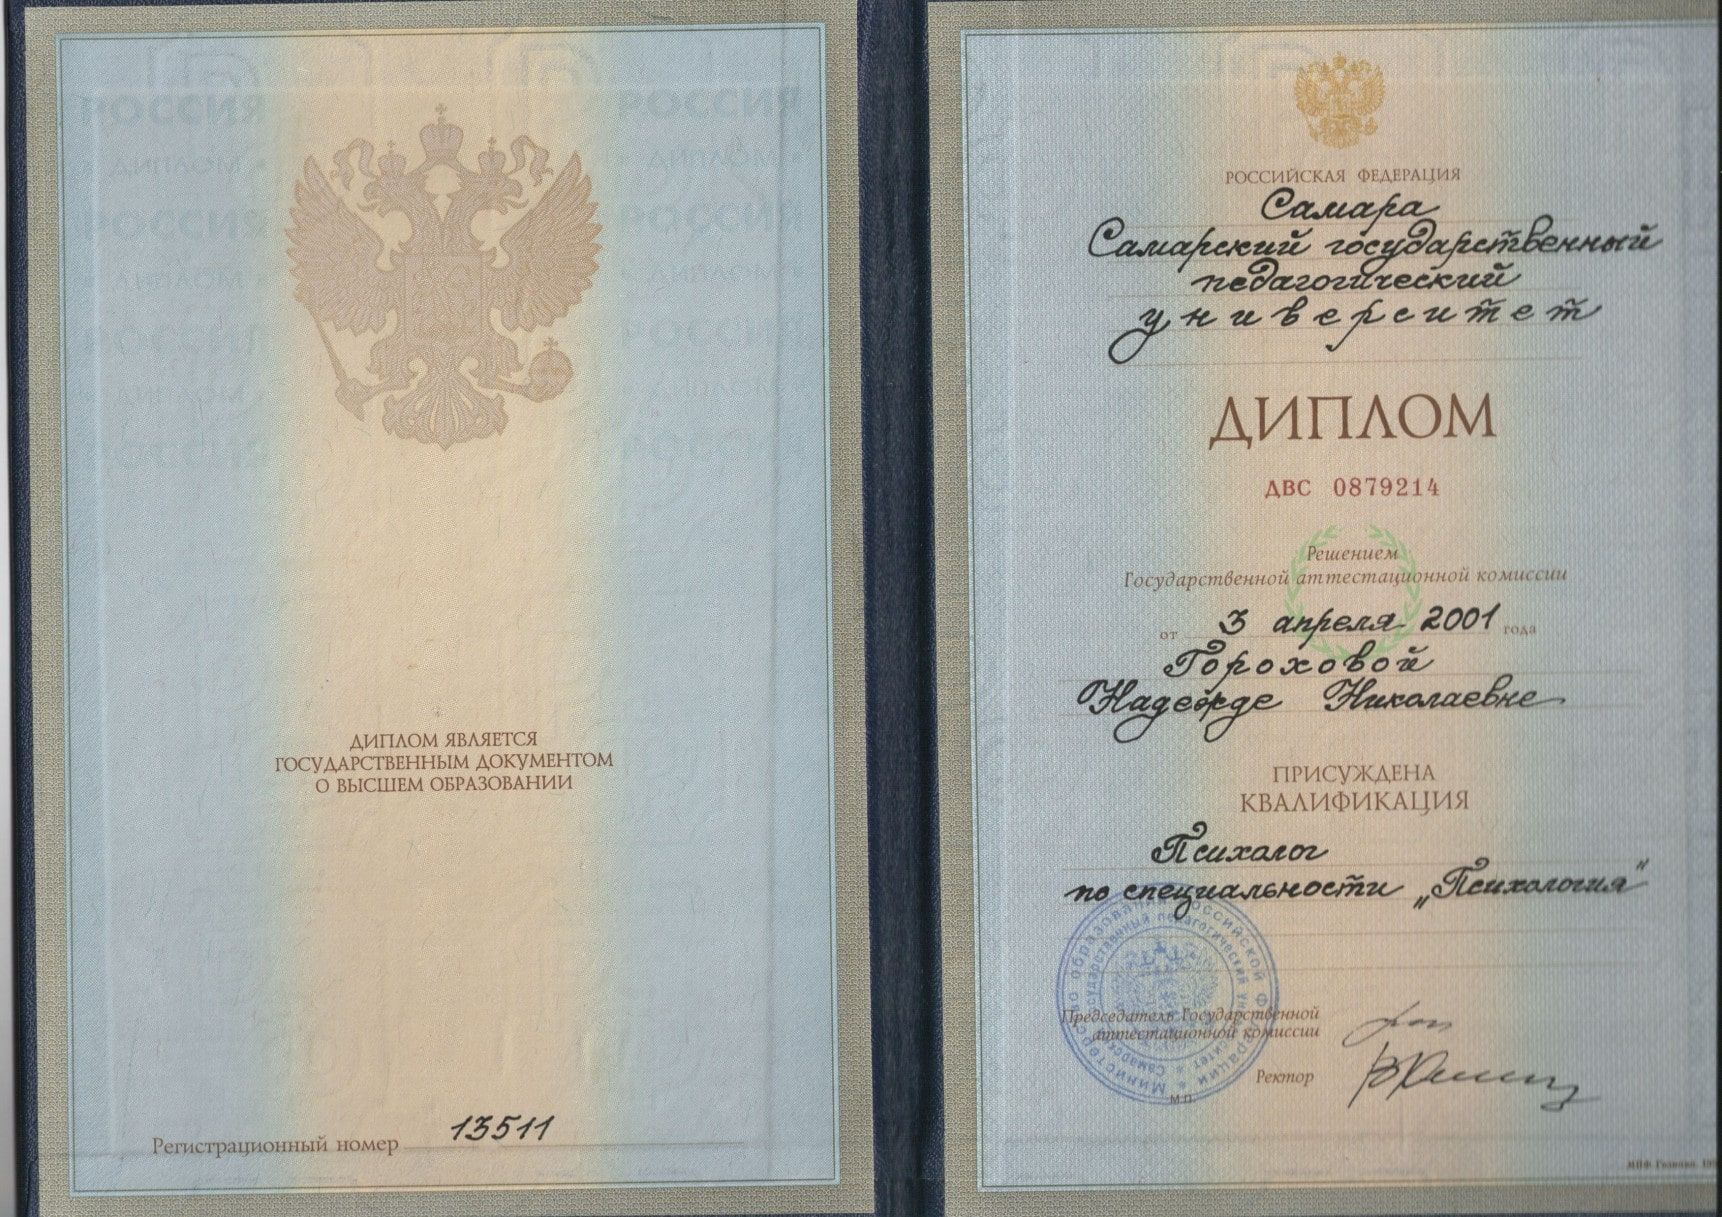 ДИПЛОМ ЯВЛЯЕТСЯ
ГОСУДАРСТВЕННЫМ ДОКУМЕНТОМ
О ВЫСШЕМ ОБРАЗОВАНИИ
Регистрационный номер 13511
РОССИЙСКАЯ ФЕДЕРАЦИЯ
Самара
Самарский государственный
педагогический
университет
ДИПЛОМ
ДВС 0879214
Решением
Государственной аттестационной комиссии
от 3 апреля 2001 года
Гороховой
Надежде Николаевне
ПРИСУЖДЕНА
КВАЛИФИКАЦИЯ
Психолог
по специальности „Психология"
Председатель Государственной
аттестационной комиссии
Ректор
М.П.